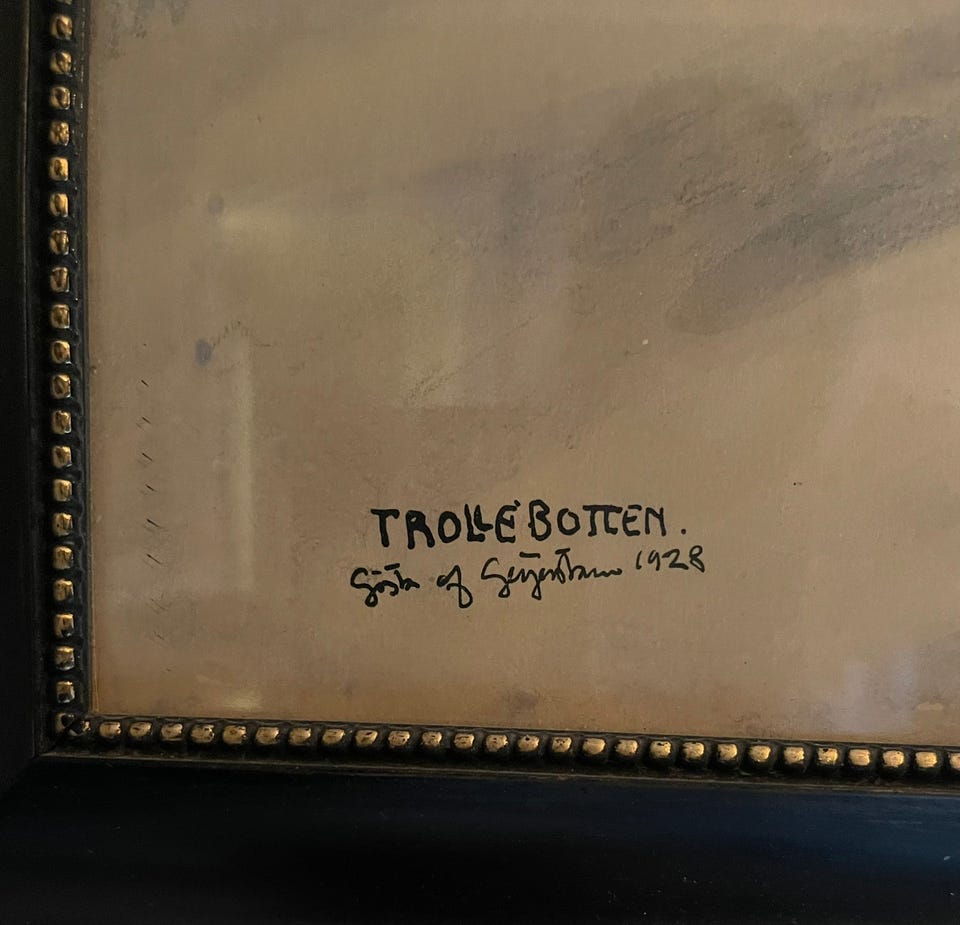 TROLLEBOTTEN.
Gösta af Geijerstam 1928